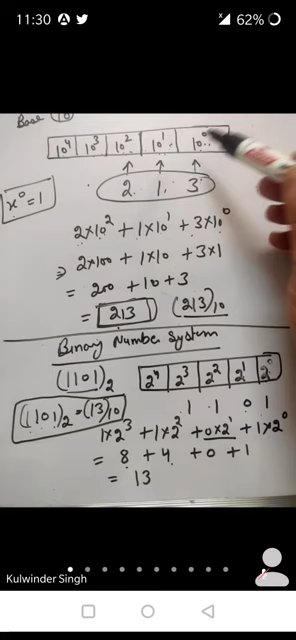 11:30
62%
Base 10
10⁴ 10³ 10² 10¹ 10⁰
x⁰ = 1
2 1 3
2×10² + 1×10¹ + 3×10⁰
⇒ 2×100 + 1×10 + 3×1
= 200 + 10 + 3
= 213 (213)₁₀
Binary Number System
(1101)₂ 2⁴ 2³ 2² 2¹ 2⁰
1 1 0 1
(1101)₂ = (13)₁₀
1×2³ + 1×2² + 0×2¹ + 1×2⁰
= 8 + 4 + 0 + 1
= 13
Kulwinder Singh